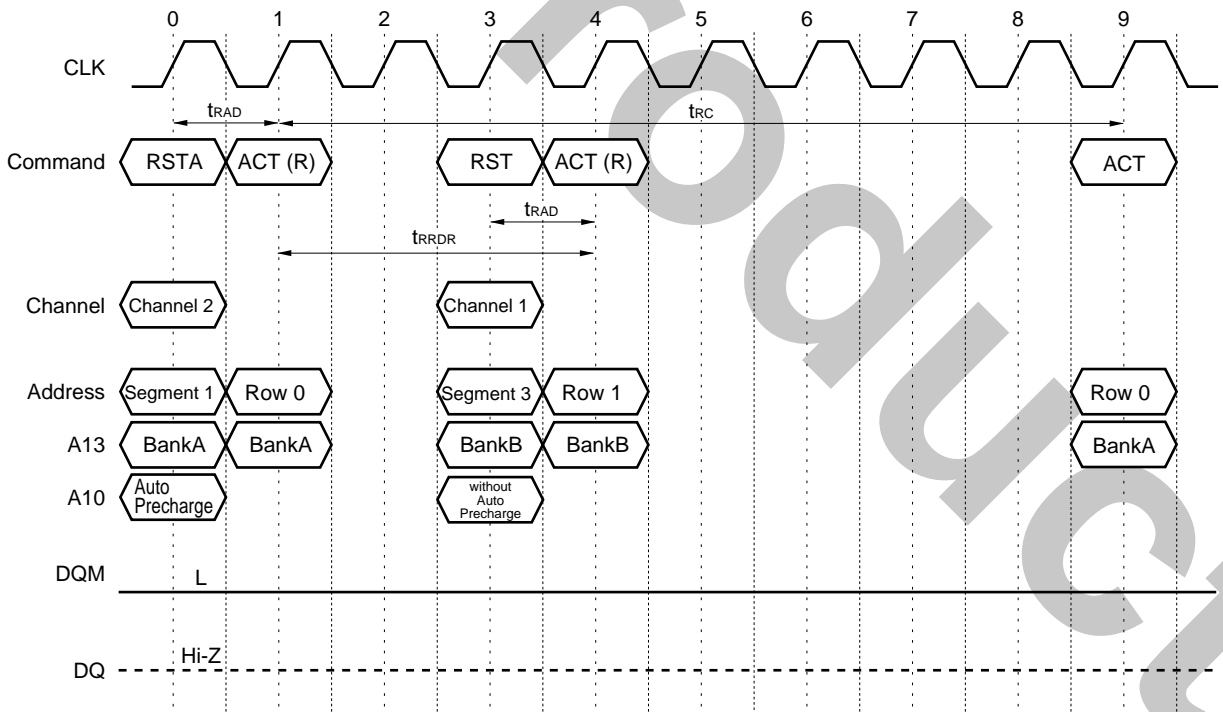 0 1 2 3 4 5 6 7 8 9
CLK
tRAD tRC
Command RSTA ACT (R) RST ACT (R) ACT
tRAD
tRRDR
Channel Channel 2 Channel 1
Address Segment 1 Row 0 Segment 3 Row 1 Row 0
A13 BankA BankA BankB BankB BankA
A10 Auto Precharge without Auto Precharge
DQM L
DQ Hi-Z
roduct